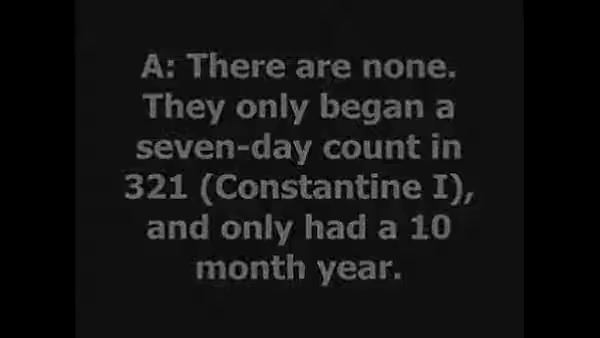 A: There are none.
They only began a
seven-day count in
321 (Constantine I),
and only had a 10
month year.